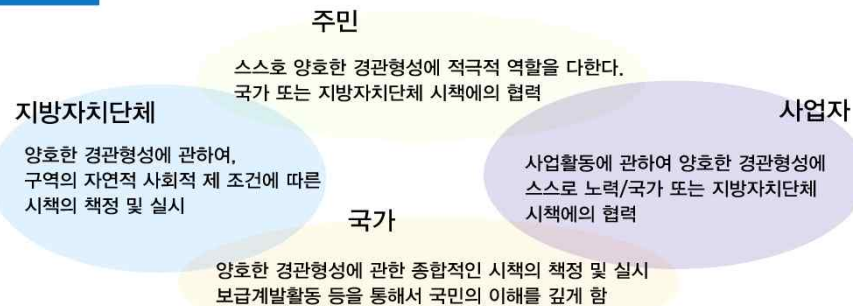 주민
스스호 양호한 경관형성에 적극적 역할을 다한다.
국가 또는 지방자치단체 시책에의 협력
지방자치단체
양호한 경관형성에 관하여,
구역의 자연적 사회적 제 조건에 따른
시책의 책정 및 실시
사업자
사업활동에 관하여 양호한 경관형성에
스스로 노력/국가 또는 지방자치단체
시책에의 협력
국가
양호한 경관형성에 관한 종합적인 시책의 책정 및 실시
보급계발활동 등을 통해서 국민의 이해를 깊게 함